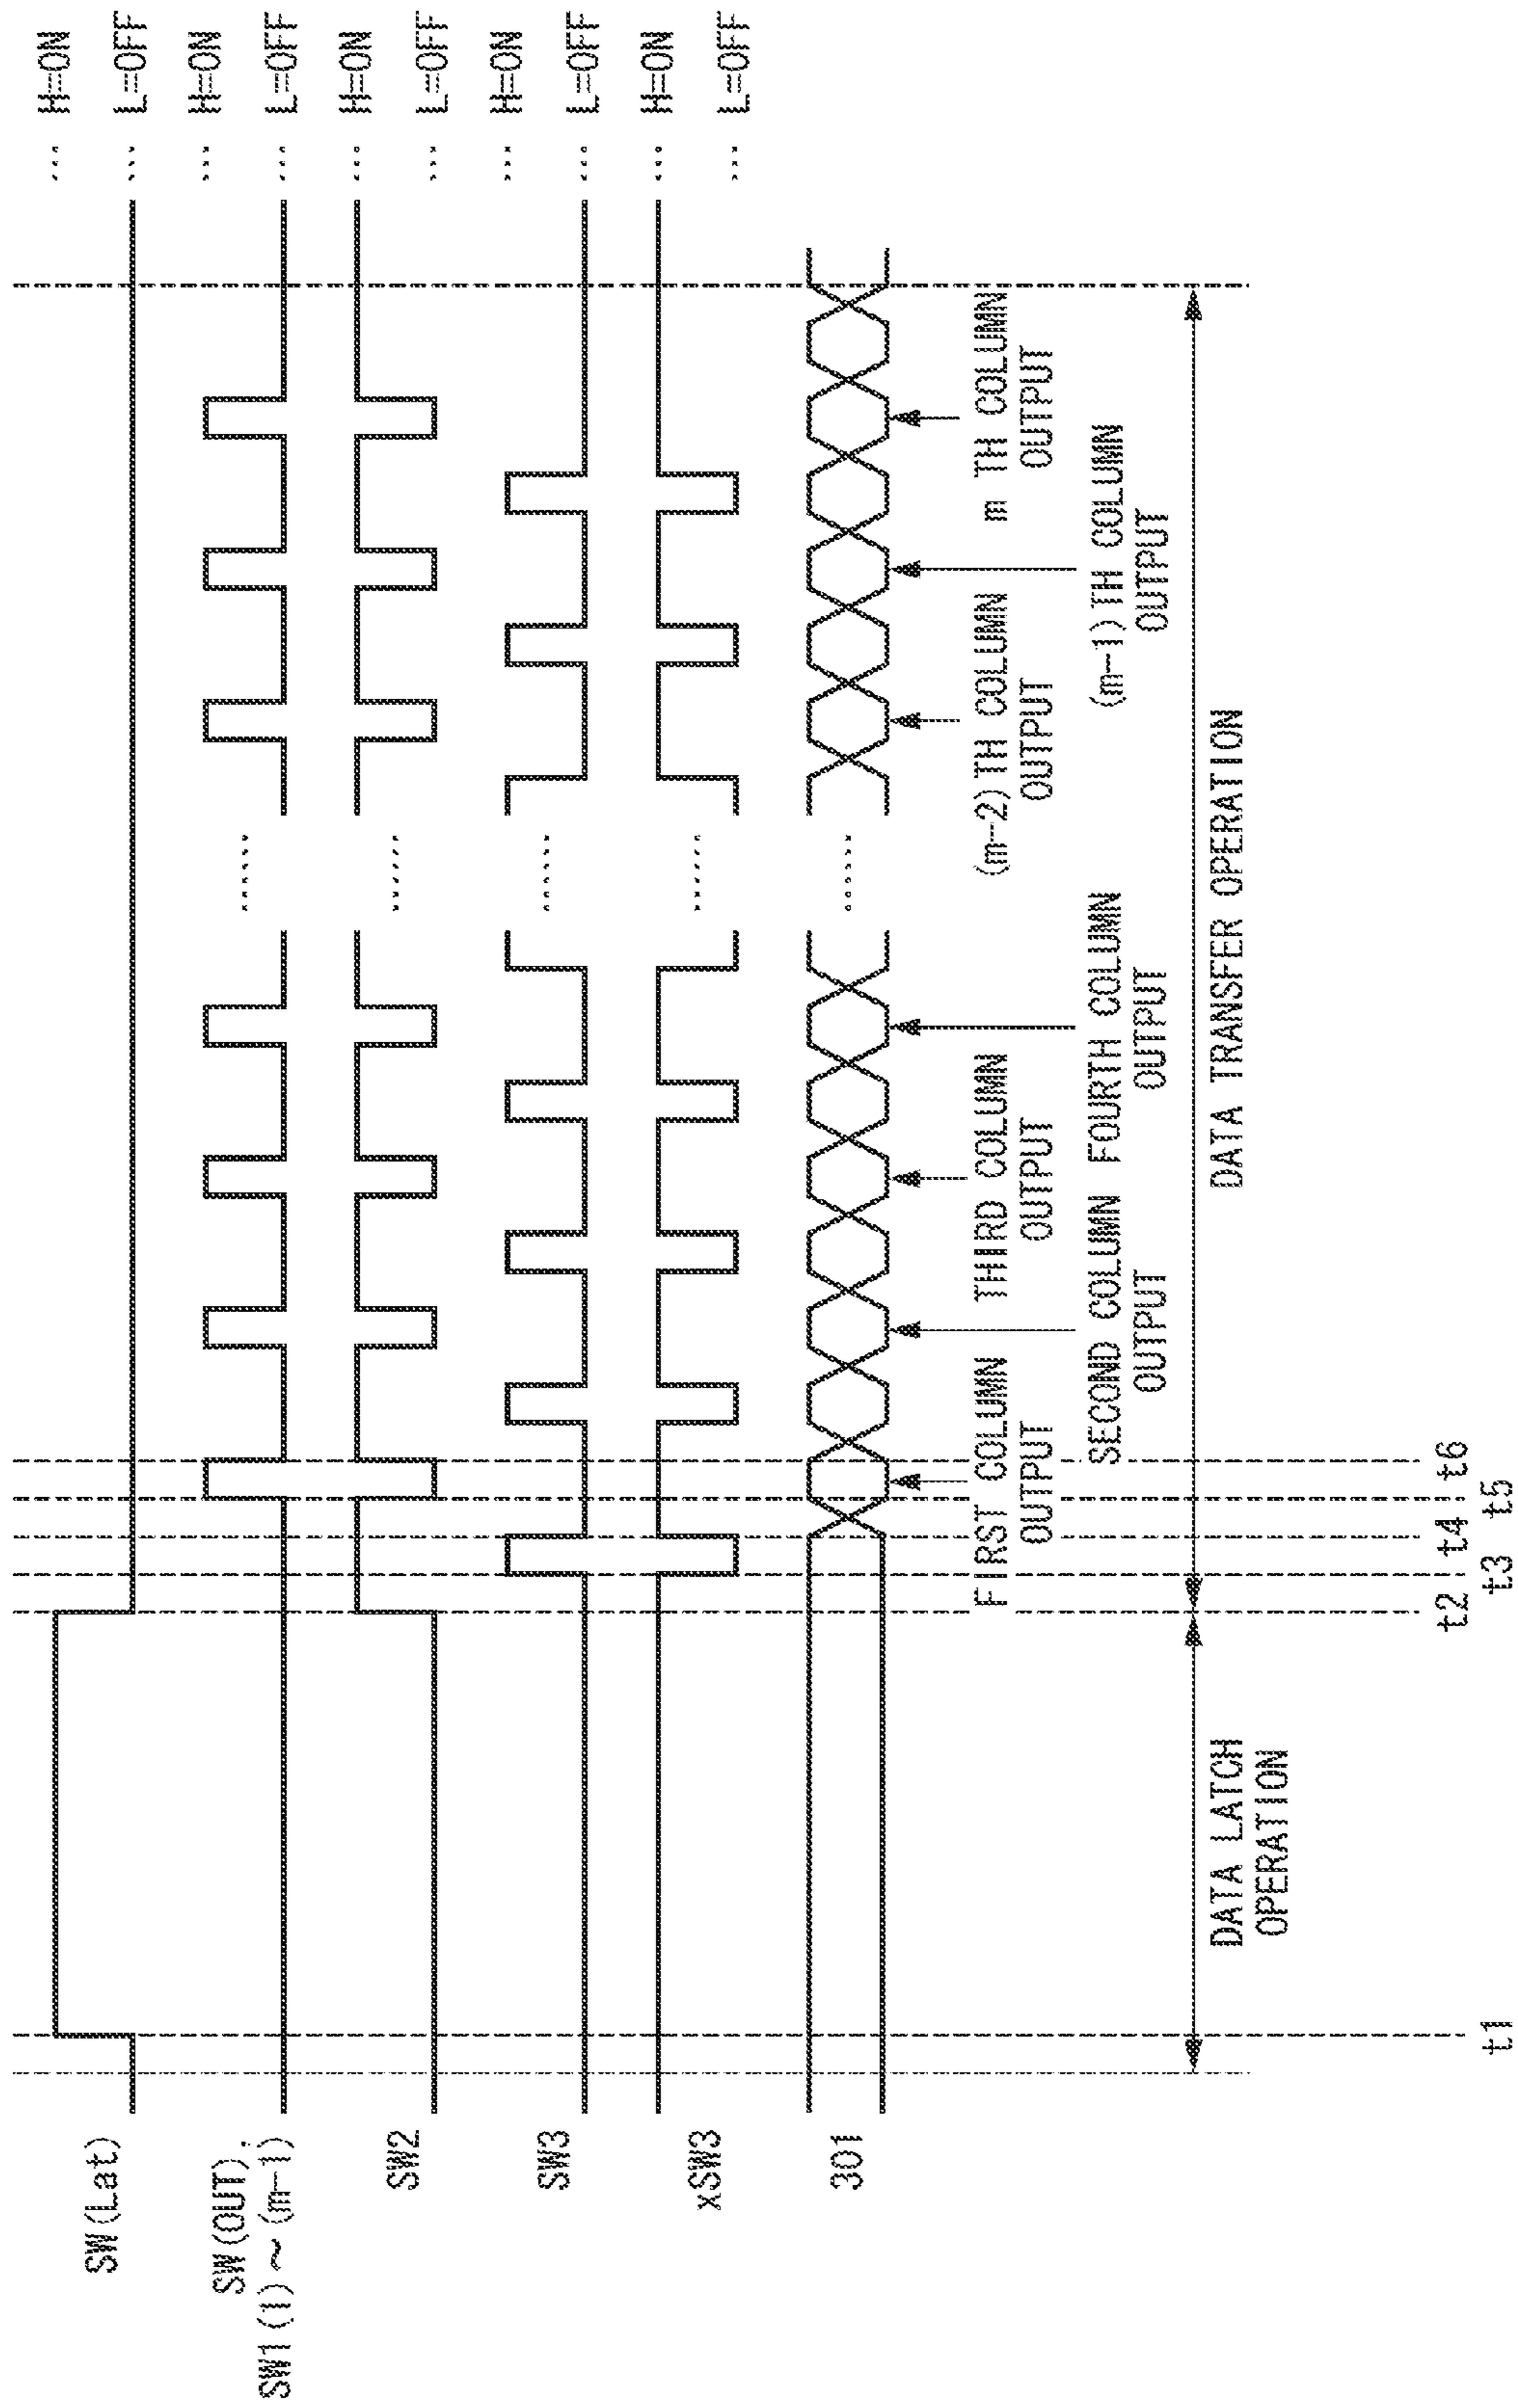 SW(Lat)
H=ON
L=OFF
SW(OUT),
SW1(1)~(m-1)
H=ON
L=OFF
SW2
H=ON
L=OFF
SW3
H=ON
L=OFF
xSW3
H=ON
L=OFF
301
FIRST COLUMN
OUTPUT
THIRD COLUMN
OUTPUT
(m-2)TH COLUMN
OUTPUT
m TH COLUMN
OUTPUT
SECOND COLUMN
OUTPUT
FOURTH COLUMN
OUTPUT
(m-1)TH COLUMN
OUTPUT
DATA LATCH
OPERATION
DATA TRANSFER OPERATION
t1
t2
t3
t4
t5
t6